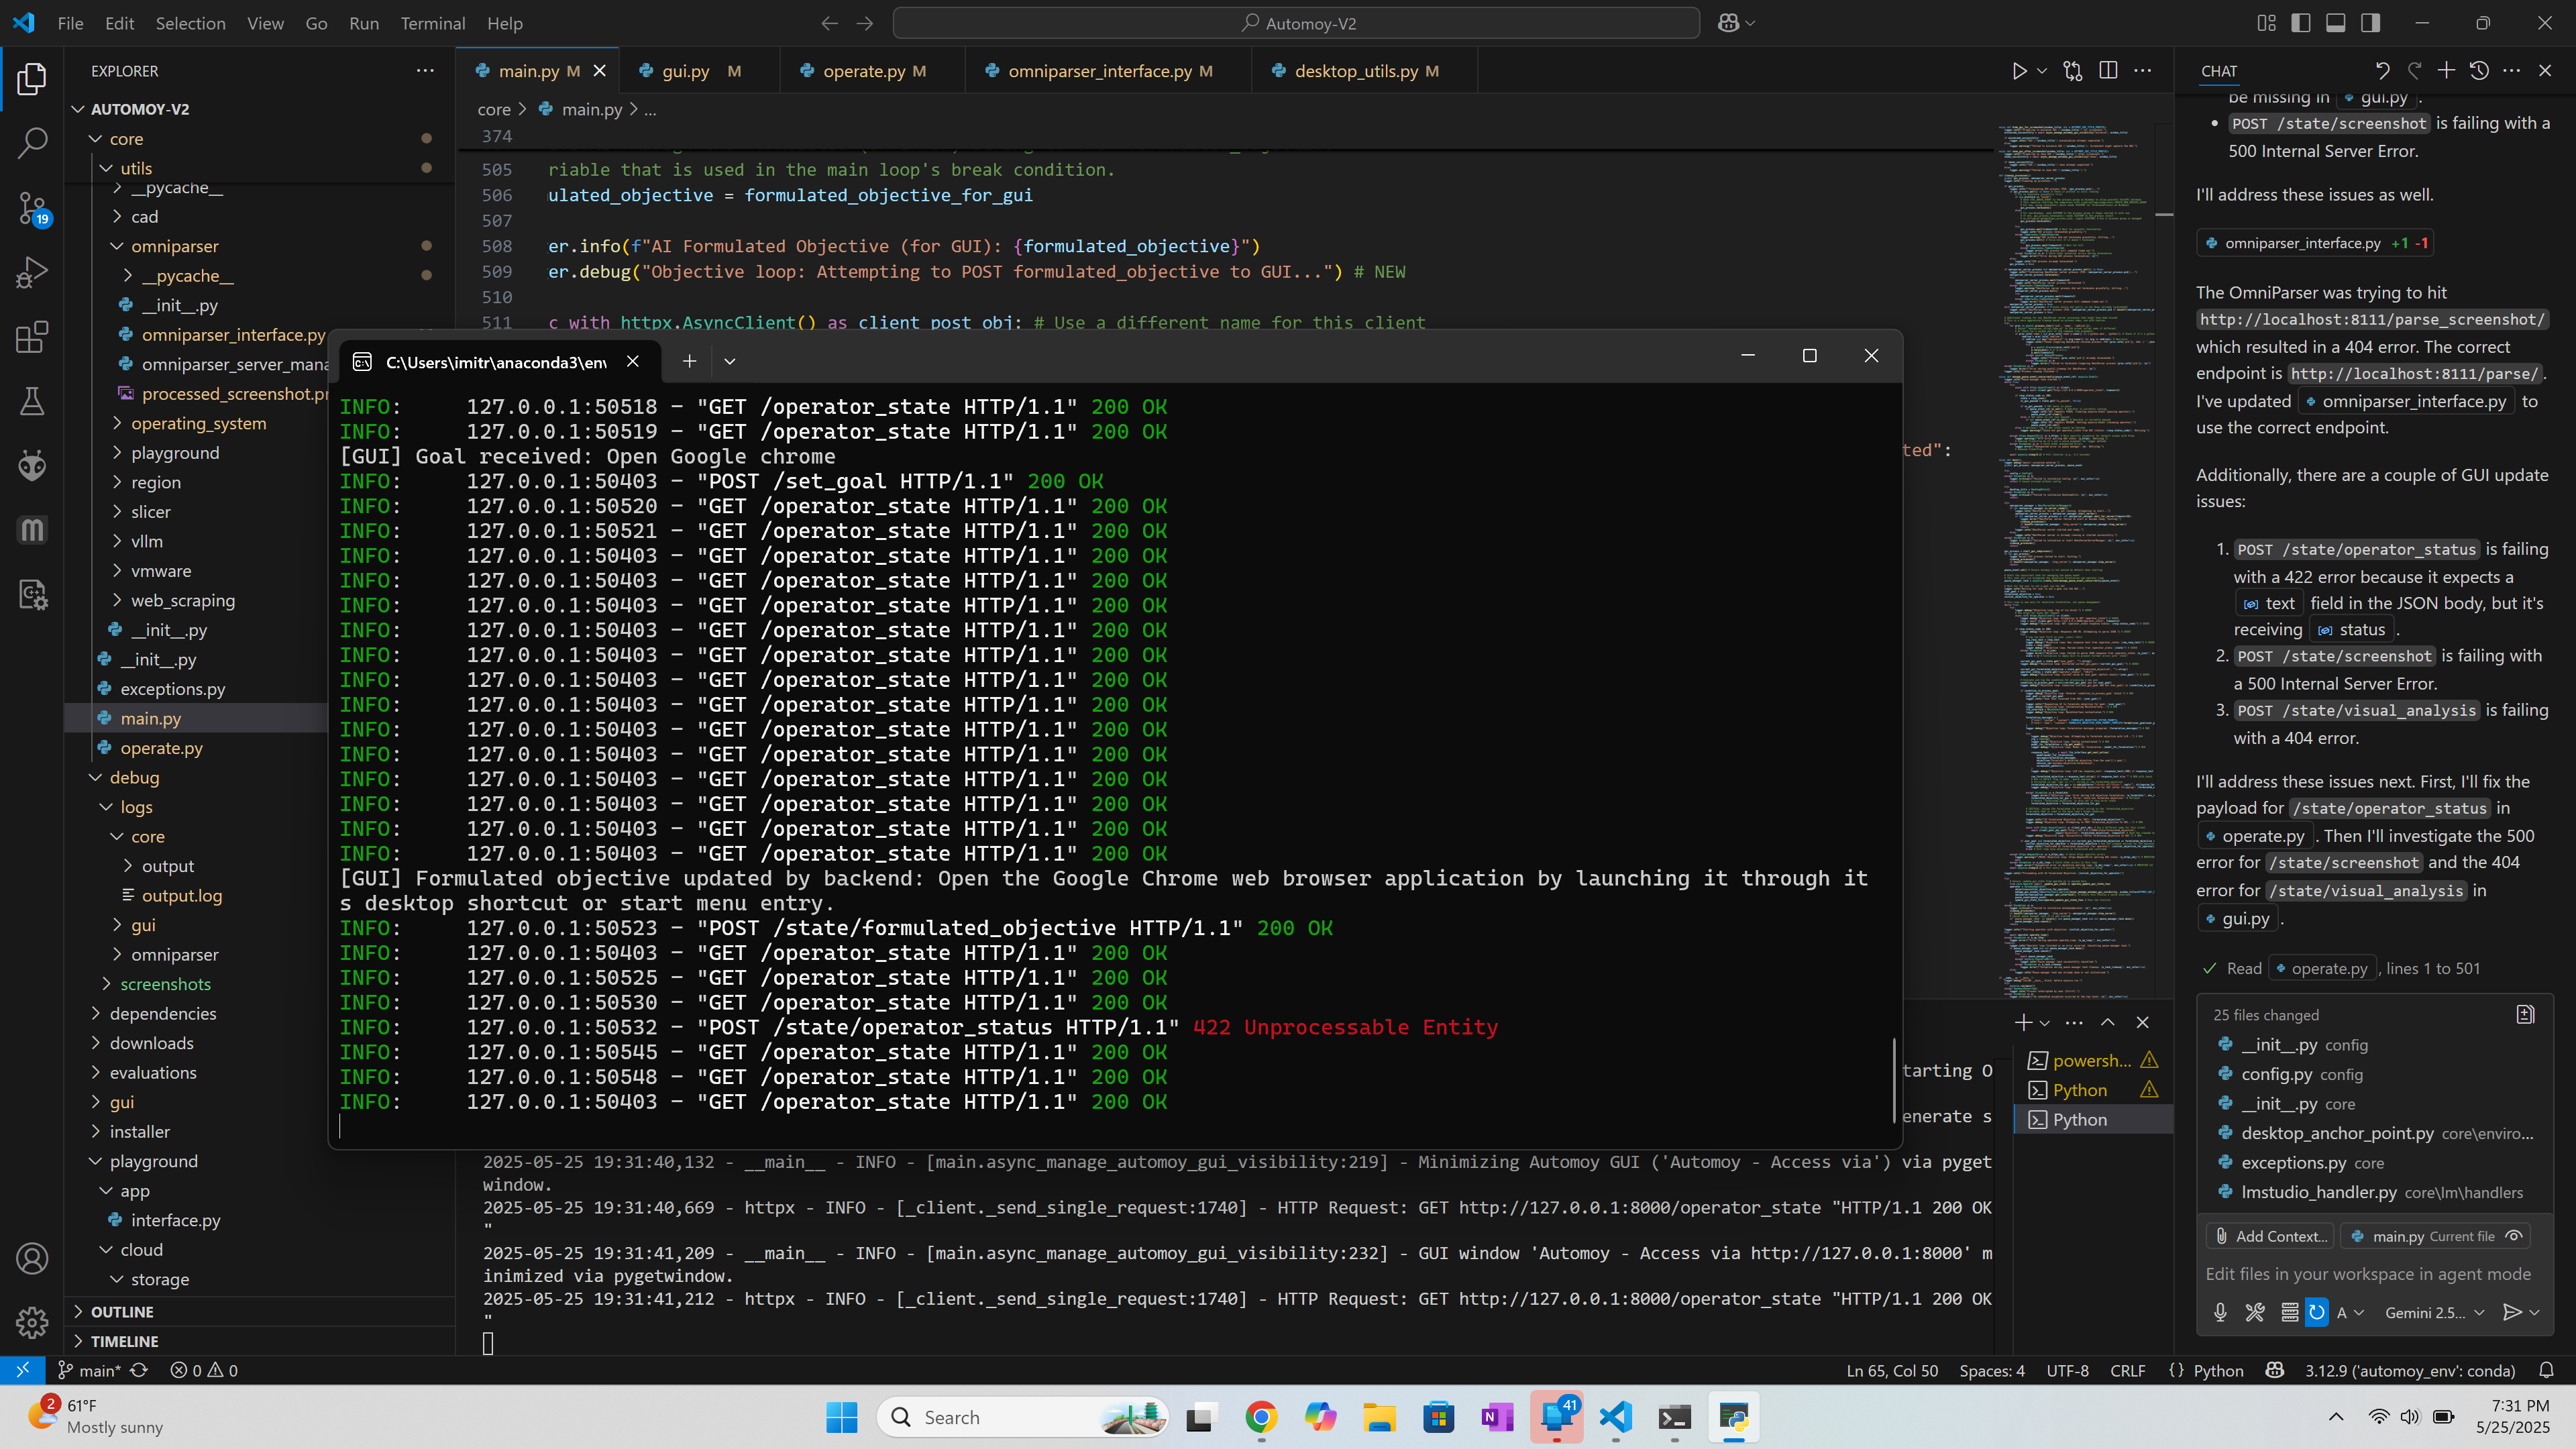 File Edit Selection View Go Run Terminal Help
Automoy-V2
EXPLORER
AUTOMOY-V2
core
utils
__pycache__
cad
omniparser
__pycache__
__init__.py
omniparser_interface.py
omniparser_server_mana
processed_screenshot.pr
operating_system
playground
region
slicer
vllm
vmware
web_scraping
__init__.py
__init__.py
exceptions.py
main.py
operate.py
debug
logs
core
output
output.log
gui
omniparser
screenshots
dependencies
downloads
evaluations
gui
installer
playground
app
interface.py
cloud
storage
OUTLINE
TIMELINE
19
main.py M
gui.py M
operate.py M
omniparser_interface.py M
desktop_utils.py M
core > main.py > ...
374
505 riable that is used in the main loop's break condition.
506 ulated_objective = formulated_objective_for_gui
507
508 er.info(f"AI Formulated Objective (for GUI): {formulated_objective}")
509 er.debug("Objective loop: Attempting to POST formulated_objective to GUI...") # NEW
510
511 c with httpx.AsyncClient() as client_post_obj: # Use a different name for this client
ted":
C:\Users\imitr\anaconda3\env
INFO: 127.0.0.1:50518 - "GET /operator_state HTTP/1.1" 200 OK
INFO: 127.0.0.1:50519 - "GET /operator_state HTTP/1.1" 200 OK
[GUI] Goal received: Open Google chrome
INFO: 127.0.0.1:50403 - "POST /set_goal HTTP/1.1" 200 OK
INFO: 127.0.0.1:50520 - "GET /operator_state HTTP/1.1" 200 OK
INFO: 127.0.0.1:50521 - "GET /operator_state HTTP/1.1" 200 OK
INFO: 127.0.0.1:50403 - "GET /operator_state HTTP/1.1" 200 OK
INFO: 127.0.0.1:50403 - "GET /operator_state HTTP/1.1" 200 OK
INFO: 127.0.0.1:50403 - "GET /operator_state HTTP/1.1" 200 OK
INFO: 127.0.0.1:50403 - "GET /operator_state HTTP/1.1" 200 OK
INFO: 127.0.0.1:50403 - "GET /operator_state HTTP/1.1" 200 OK
INFO: 127.0.0.1:50403 - "GET /operator_state HTTP/1.1" 200 OK
INFO: 127.0.0.1:50403 - "GET /operator_state HTTP/1.1" 200 OK
INFO: 127.0.0.1:50403 - "GET /operator_state HTTP/1.1" 200 OK
INFO: 127.0.0.1:50403 - "GET /operator_state HTTP/1.1" 200 OK
INFO: 127.0.0.1:50403 - "GET /operator_state HTTP/1.1" 200 OK
INFO: 127.0.0.1:50403 - "GET /operator_state HTTP/1.1" 200 OK
INFO: 127.0.0.1:50403 - "GET /operator_state HTTP/1.1" 200 OK
INFO: 127.0.0.1:50403 - "GET /operator_state HTTP/1.1" 200 OK
[GUI] Formulated objective updated by backend: Open the Google Chrome web browser application by launching it through it
s desktop shortcut or start menu entry.
INFO: 127.0.0.1:50523 - "POST /state/formulated_objective HTTP/1.1" 200 OK
INFO: 127.0.0.1:50403 - "GET /operator_state HTTP/1.1" 200 OK
INFO: 127.0.0.1:50525 - "GET /operator_state HTTP/1.1" 200 OK
INFO: 127.0.0.1:50530 - "GET /operator_state HTTP/1.1" 200 OK
INFO: 127.0.0.1:50532 - "POST /state/operator_status HTTP/1.1" 422 Unprocessable Entity
INFO: 127.0.0.1:50545 - "GET /operator_state HTTP/1.1" 200 OK
INFO: 127.0.0.1:50548 - "GET /operator_state HTTP/1.1" 200 OK
INFO: 127.0.0.1:50403 - "GET /operator_state HTTP/1.1" 200 OK
tarting O
enerate s
2025-05-25 19:31:40,132 - __main__ - INFO - [main.async_manage_automoy_gui_visibility:219] - Minimizing Automoy GUI ('Automoy - Access via') via pyget
window.
2025-05-25 19:31:40,669 - httpx - INFO - [_client._send_single_request:1740] - HTTP Request: GET http://127.0.0.1:8000/operator_state "HTTP/1.1 200 OK
"
2025-05-25 19:31:41,209 - __main__ - INFO - [main.async_manage_automoy_gui_visibility:232] - GUI window 'Automoy - Access via http://127.0.0.1:8000' m
inimized via pygetwindow.
2025-05-25 19:31:41,212 - httpx - INFO - [_client._send_single_request:1740] - HTTP Request: GET http://127.0.0.1:8000/operator_state "HTTP/1.1 200 OK
"
powersh...
Python
Python
CHAT
be missing in gui.py .
POST /state/screenshot is failing with a
500 Internal Server Error.
I'll address these issues as well.
omniparser_interface.py +1 -1
The OmniParser was trying to hit
http://localhost:8111/parse_screenshot/
which resulted in a 404 error. The correct
endpoint is http://localhost:8111/parse/ .
I've updated omniparser_interface.py to
use the correct endpoint.
Additionally, there are a couple of GUI update
issues:
1. POST /state/operator_status is failing
with a 422 error because it expects a
text field in the JSON body, but it's
receiving status .
2. POST /state/screenshot is failing with
a 500 Internal Server Error.
3. POST /state/visual_analysis is failing
with a 404 error.
I'll address these issues next. First, I'll fix the
payload for /state/operator_status in
operate.py . Then I'll investigate the 500
error for /state/screenshot and the 404
error for /state/visual_analysis in
gui.py .
Read operate.py , lines 1 to 501
25 files changed
__init__.py config
config.py config
__init__.py core
desktop_anchor_point.py core\enviro...
exceptions.py core
lmstudio_handler.py core\lm\handlers
Add Context... main.py Current file
Edit files in your workspace in agent mode
A Gemini 2.5...
main* 0 0
Ln 65, Col 50 Spaces: 4 UTF-8 CRLF {} Python 3.12.9 ('automoy_env': conda)
2
61°F
Mostly sunny
Search
41
7:31 PM
5/25/2025